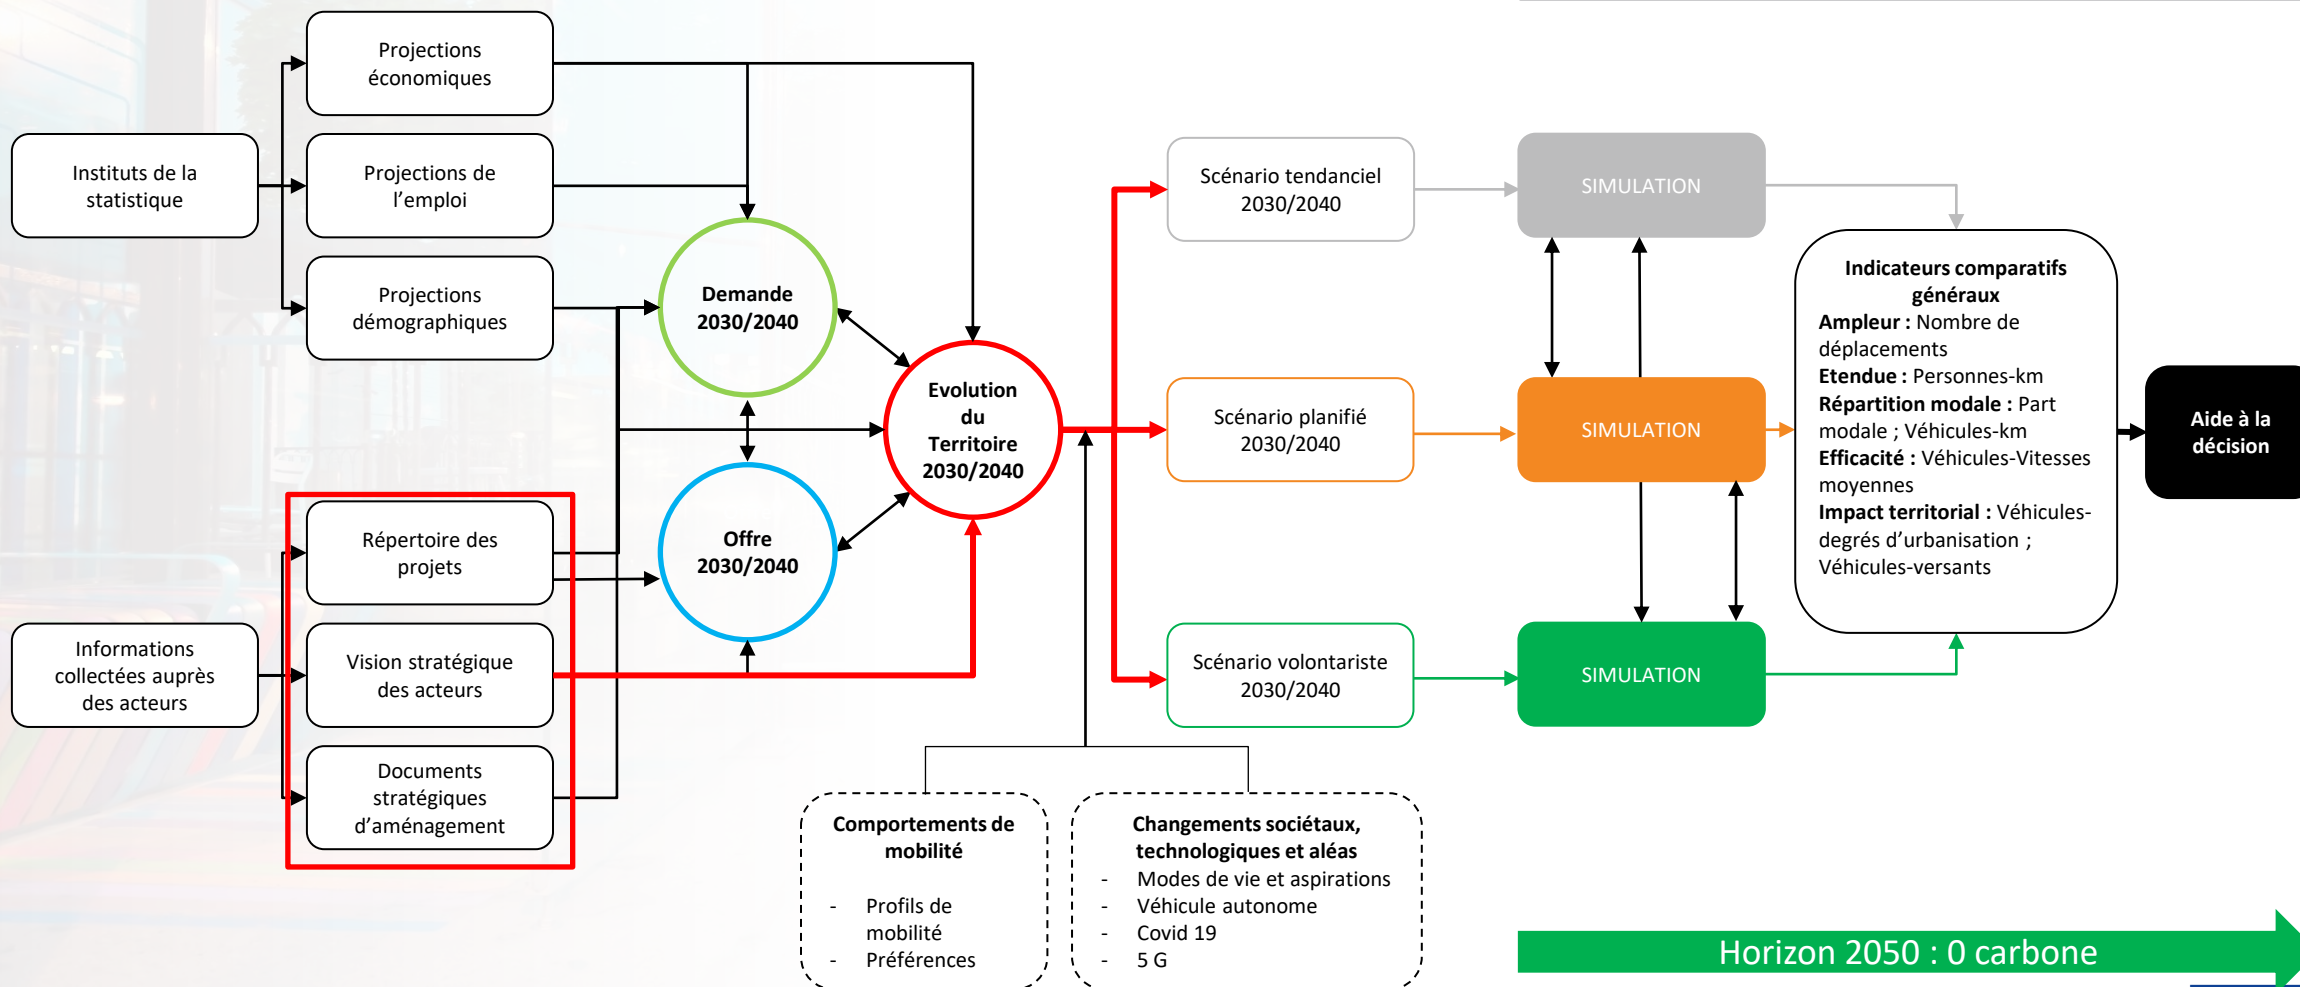 Projections
économiques
Instituts de la
statistique
Projections de
l’emploi
Projections
démographiques
Informations
collectées auprès
des acteurs
Répertoire des
projets
Vision stratégique
des acteurs
Documents
stratégiques
d’aménagement
Demande
2030/2040
Offre
2030/2040
Evolution
du
Territoire
2030/2040
Comportements de
mobilité
- Profils de
mobilité
- Préférences
Changements sociétaux,
technologiques et aléas
- Modes de vie et aspirations
- Véhicule autonome
- Covid 19
- 5 G
Scénario tendanciel
2030/2040
SIMULATION
Scénario planifié
2030/2040
SIMULATION
Scénario volontariste
2030/2040
SIMULATION
Indicateurs comparatifs
généraux
Ampleur : Nombre de
déplacements
Etendue : Personnes-km
Répartition modale : Part
modale ; Véhicules-km
Efficacité : Véhicules-Vitesses
moyennes
Impact territorial : Véhicules-
degrés d’urbanisation ;
Véhicules-versants
Aide à la
décision
Horizon 2050 : 0 carbone